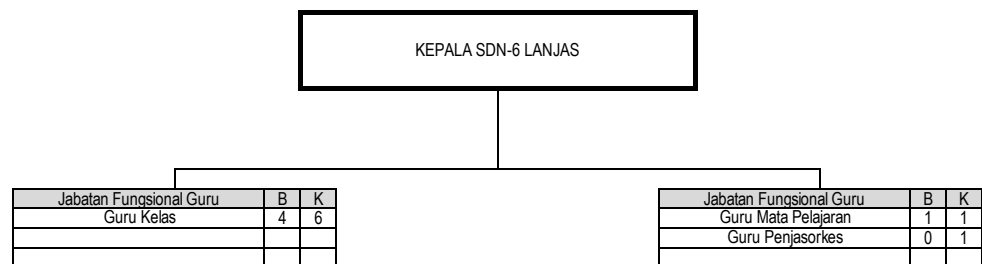 KEPALA SDN-6 LANJAS
Jabatan Fungsional Guru B K
Guru Kelas 4 6
Jabatan Fungsional Guru B K
Guru Mata Pelajaran 1 1
Guru Penjasorkes 0 1